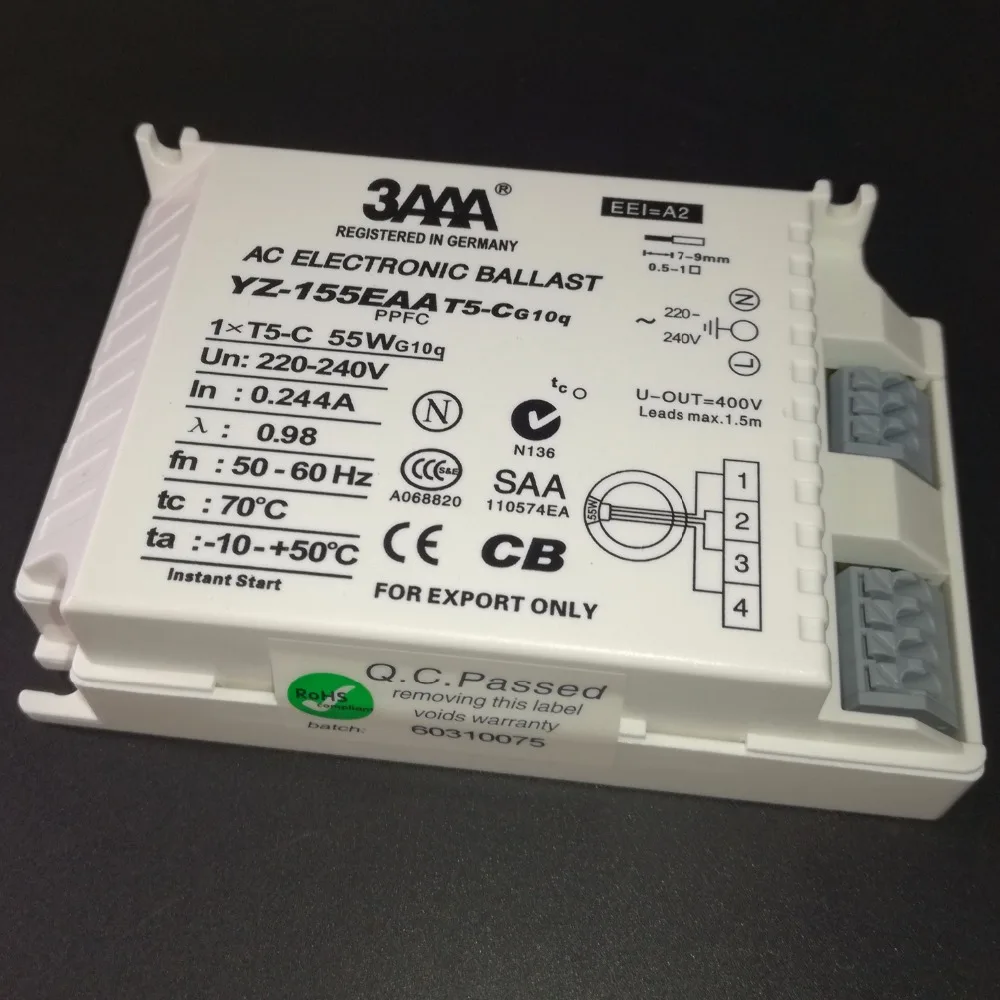 3AAA®
REGISTERED IN GERMANY
AC ELECTRONIC BALLAST
YZ-155EAA T5-CG10q
PPFC
1×T5-C 55WG10q
Un: 220-240V
In : 0.244A
λ : 0.98
fn : 50-60 Hz
tc : 70°C
ta : -10-+50°C
Instant Start
N
CCC S&E
A068820
CE
tc
N136
SAA
110574EA
CB
FOR EXPORT ONLY
EEI=A2
7-9mm
0.5-1□
N
~ 220-
240V
L
U-OUT=400V
Leads max.1.5m
55W
1
2
3
4
Q.C.Passed
RoHS
compliant
removing this label
voids warranty
batch: 60310075